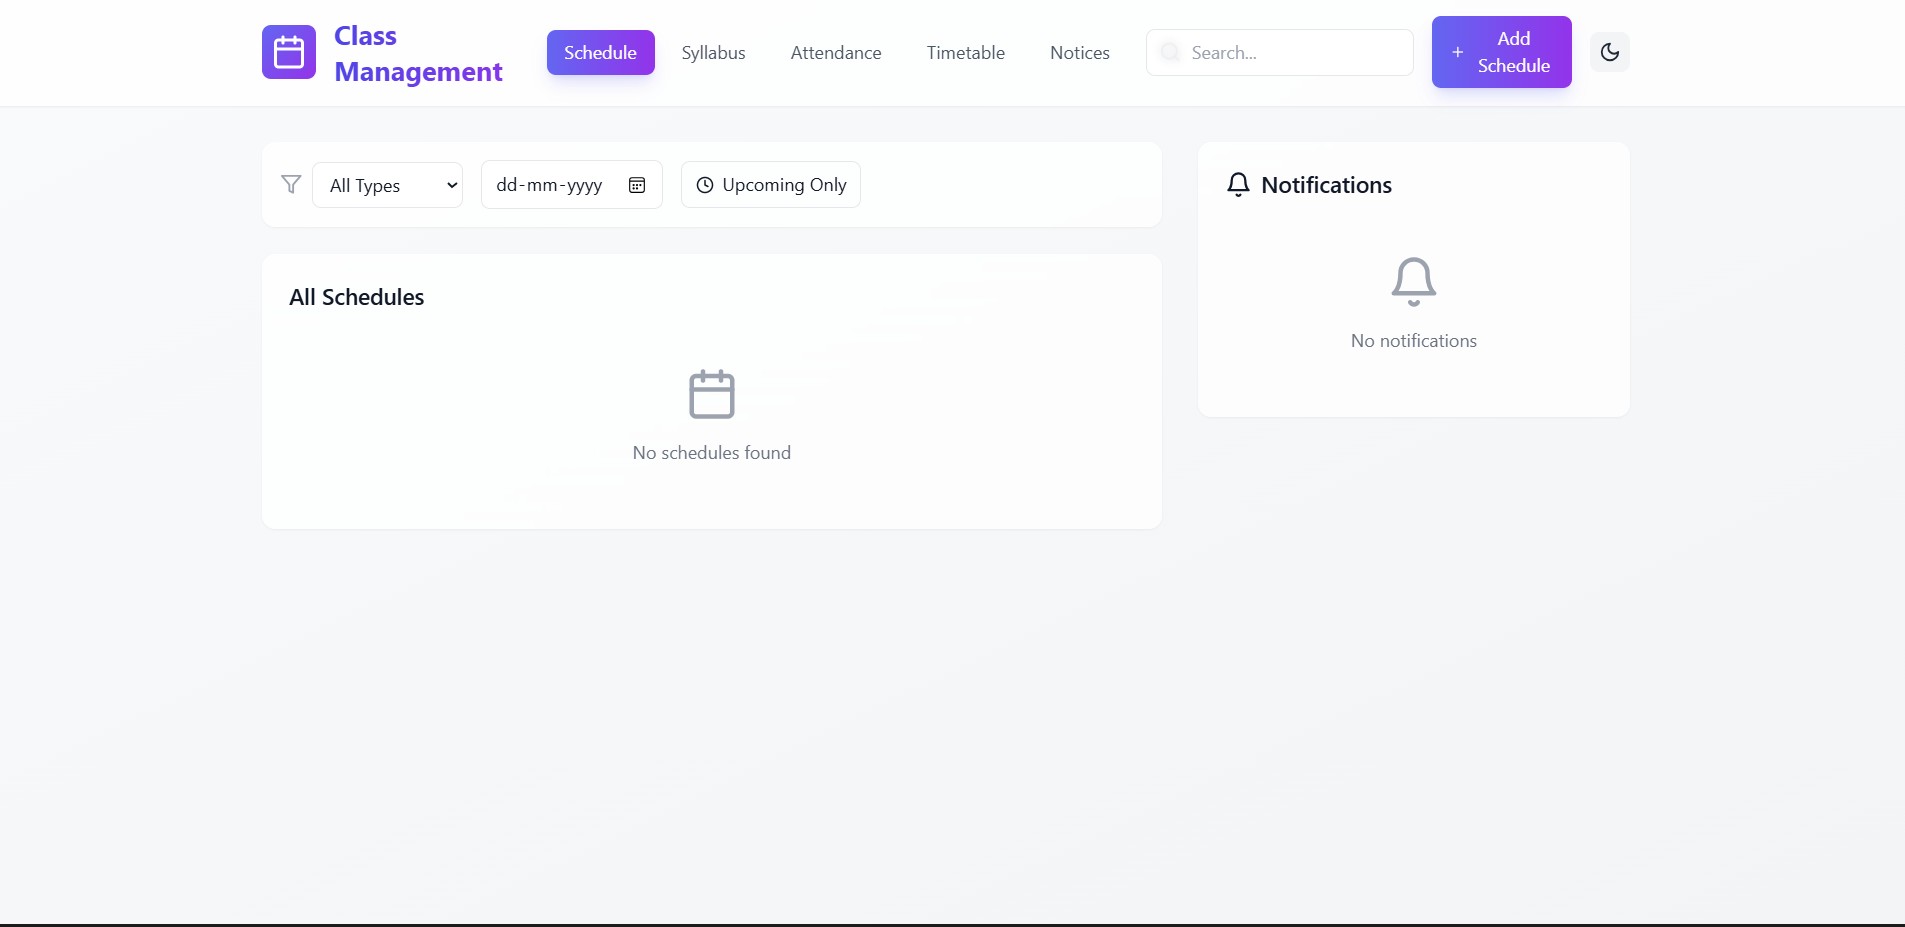 Class
Management
Schedule
Syllabus
Attendance
Timetable
Notices
Search...
Add
Schedule
All Types
dd-mm-yyyy
Upcoming Only
Notifications
No notifications
All Schedules
No schedules found